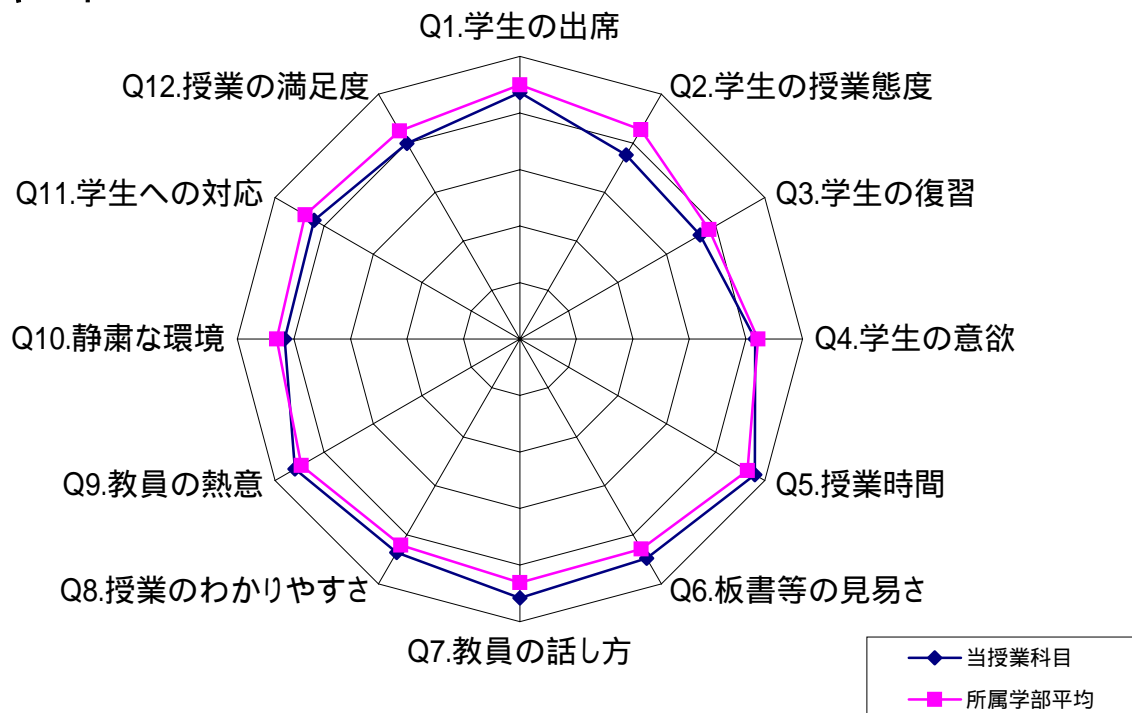 Q1.学生の出席
Q2.学生の授業態度
Q3.学生の復習
Q4.学生の意欲
Q5.授業時間
Q6.板書等の見易さ
Q7.教員の話し方
Q8.授業のわかりやすさ
Q9.教員の熱意
Q10.静粛な環境
Q11.学生への対応
Q12.授業の満足度
当授業科目
所属学部平均